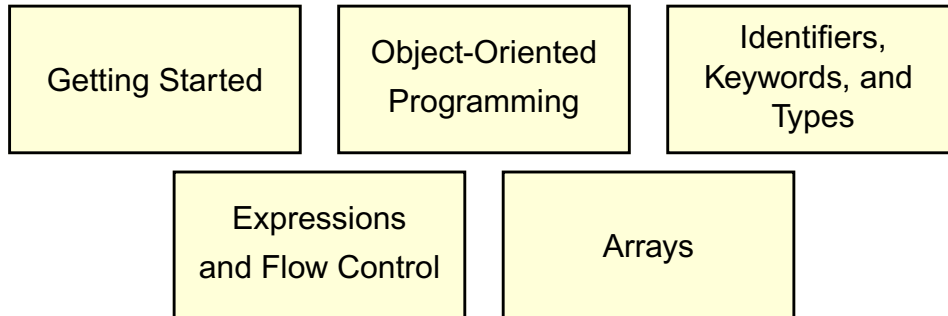 Getting Started
Object-Oriented
Programming
Identifiers,
Keywords, and
Types
Expressions
and Flow Control
Arrays